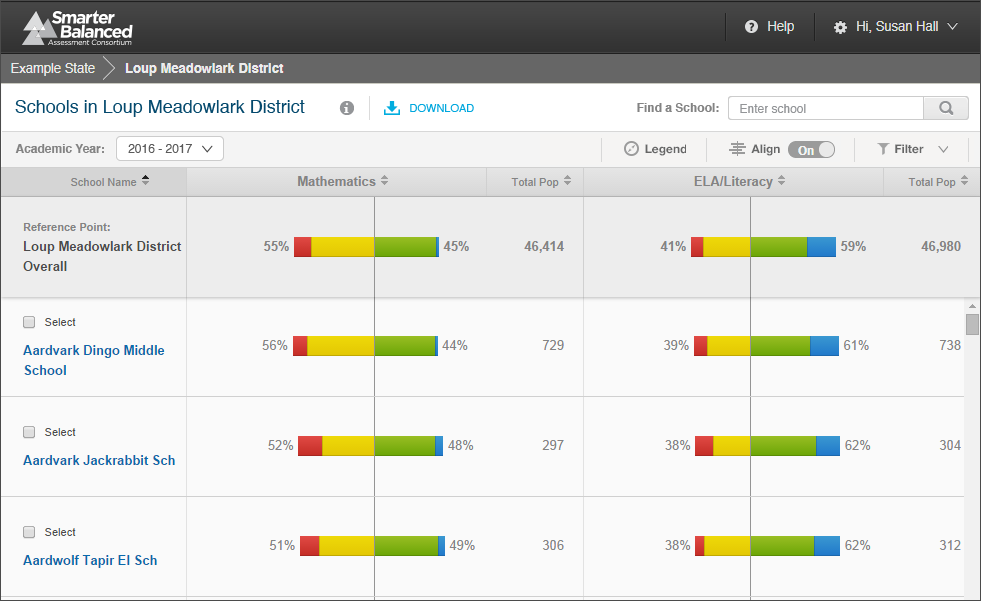 Smarter
Balanced
Assessment Consortium
Help
Hi, Susan Hall
Example State
Loup Meadowlark District
Schools in Loup Meadowlark District
DOWNLOAD
Find a School:
Enter school
Academic Year:
2016 - 2017
Legend
Align
On
Filter
School Name
Mathematics
Total Pop
ELA/Literacy
Total Pop
Reference Point:
Loup Meadowlark District
Overall
55%
45%
46,414
41%
59%
46,980
Select
Aardvark Dingo Middle
School
56%
44%
729
39%
61%
738
Select
Aardvark Jackrabbit Sch
52%
48%
297
38%
62%
304
Select
Aardwolf Tapir El Sch
51%
49%
306
38%
62%
312